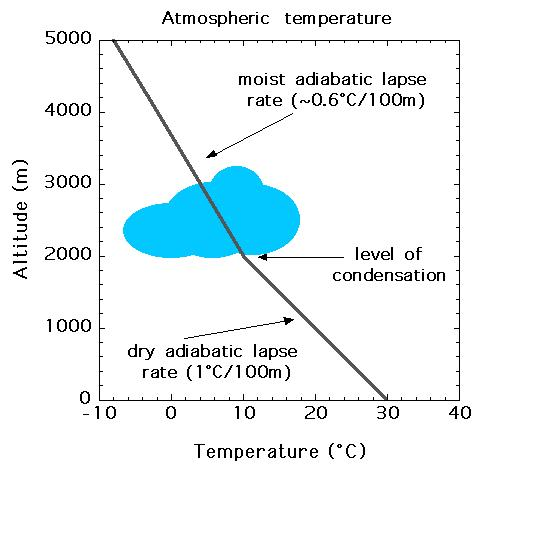 Atmospheric temperature
5000
moist adiabatic lapse
rate (~0.6°C/100m)
4000
3000
Altitude (m)
2000
level of
condensation
1000
dry adiabatic lapse
rate (1°C/100m)
0
-10 0 10 20 30 40
Temperature (°C)